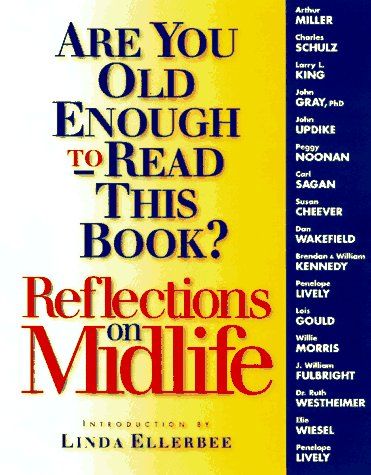 ARE YOU
OLD
ENOUGH
TO READ
THIS
BOOK?
Reflections
on
Midlife
INTRODUCTION BY
LINDA ELLERBEE
Arthur
MILLER
Charles
SCHULZ
Larry L.
KING
John
GRAY, PhD
John
UPDIKE
Peggy
NOONAN
Carl
SAGAN
Susan
CHEEVER
Dan
WAKEFIELD
Brendan & William
KENNEDY
Penelope
LIVELY
Lois
GOULD
Willie
MORRIS
J. William
FULBRIGHT
Dr. Ruth
WESTHEIMER
Elie
WIESEL
Penelope
LIVELY